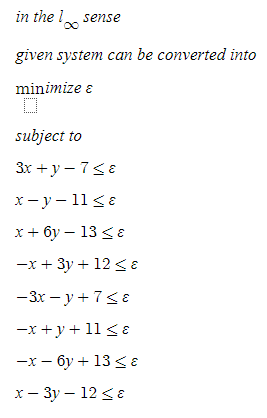 in the l∞ sense
given system can be converted into
minimize ε
subject to
3x + y − 7 ≤ ε
x − y − 11 ≤ ε
x + 6y − 13 ≤ ε
−x + 3y + 12 ≤ ε
−3x − y + 7 ≤ ε
−x + y + 11 ≤ ε
−x − 6y + 13 ≤ ε
x − 3y − 12 ≤ ε